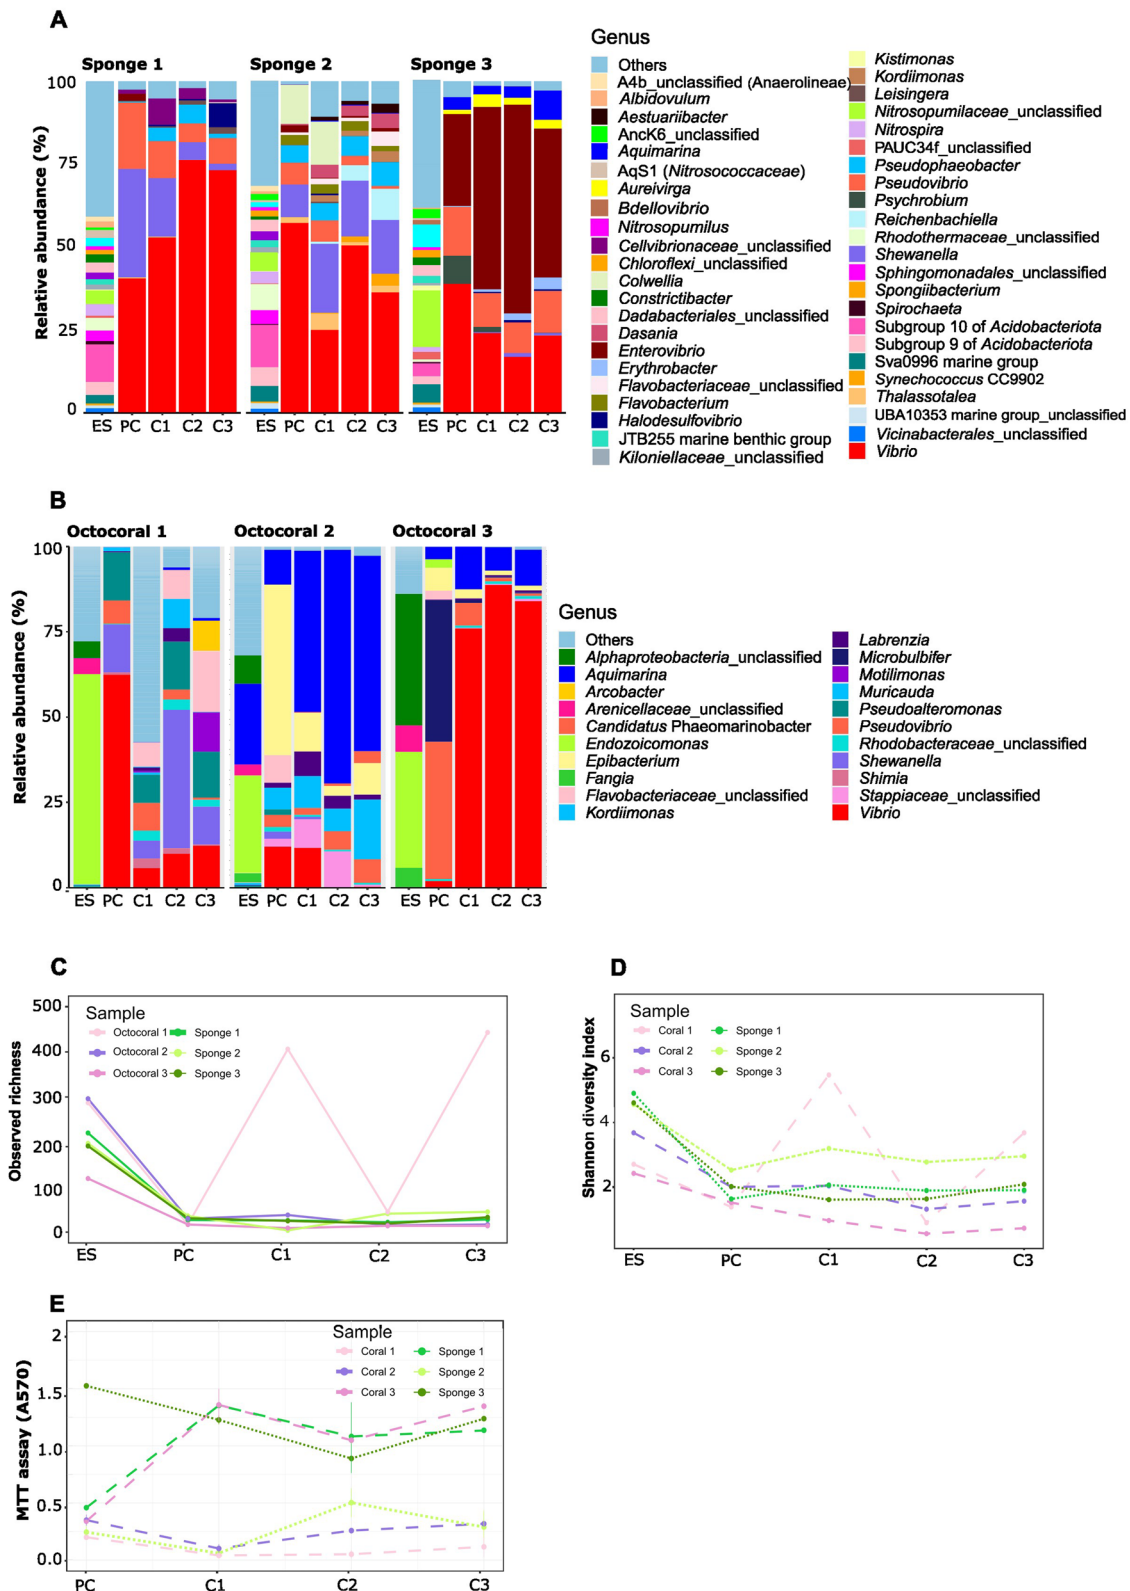 A
Sponge 1
Sponge 2
Sponge 3
Relative abundance (%)
100
75
50
25
0
ES PC C1 C2 C3
ES PC C1 C2 C3
ES PC C1 C2 C3
Genus
Others
A4b_unclassified (Anaerolineae)
Albidovulum
Aestuariibacter
AncK6_unclassified
Aquimarina
AqS1 (Nitrosococcaceae)
Aureivirga
Bdellovibrio
Nitrosopumilus
Cellvibrionaceae_unclassified
Chloroflexi_unclassified
Colwellia
Constrictibacter
Dadabacteriales_unclassified
Dasania
Enterovibrio
Erythrobacter
Flavobacteriaceae_unclassified
Flavobacterium
Halodesulfovibrio
JTB255 marine benthic group
Kiloniellaceae_unclassified
Kistimonas
Kordiimonas
Leisingera
Nitrosopumilaceae_unclassified
Nitrospira
PAUC34f_unclassified
Pseudophaeobacter
Pseudovibrio
Psychrobium
Reichenbachiella
Rhodothermaceae_unclassified
Shewanella
Sphingomonadales_unclassified
Spongiibacterium
Spirochaeta
Subgroup 10 of Acidobacteriota
Subgroup 9 of Acidobacteriota
Sva0996 marine group
Synechococcus CC9902
Thalassotalea
UBA10353 marine group_unclassified
Vicinabacterales_unclassified
Vibrio
B
Octocoral 1
Octocoral 2
Octocoral 3
Relative abundance (%)
100
75
50
25
0
ES PC C1 C2 C3
ES PC C1 C2 C3
ES PC C1 C2 C3
Genus
Others
Alphaproteobacteria_unclassified
Aquimarina
Arcobacter
Arenicellaceae_unclassified
Candidatus Phaeomarinobacter
Endozoicomonas
Epibacterium
Fangia
Flavobacteriaceae_unclassified
Kordiimonas
Labrenzia
Microbulbifer
Motilimonas
Muricauda
Pseudoalteromonas
Pseudovibrio
Rhodobacteraceae_unclassified
Shewanella
Shimia
Stappiaceae_unclassified
Vibrio
C
Observed richness
500
400
300
200
100
0
Sample
Octocoral 1
Octocoral 2
Octocoral 3
Sponge 1
Sponge 2
Sponge 3
ES PC C1 C2 C3
D
Shannon diversity index
6
4
2
Sample
Coral 1
Coral 2
Coral 3
Sponge 1
Sponge 2
Sponge 3
ES PC C1 C2 C3
E
MTT assay (A570)
2
1.5
1.0
0.5
0.0
Sample
Coral 1
Coral 2
Coral 3
Sponge 1
Sponge 2
Sponge 3
PC C1 C2 C3